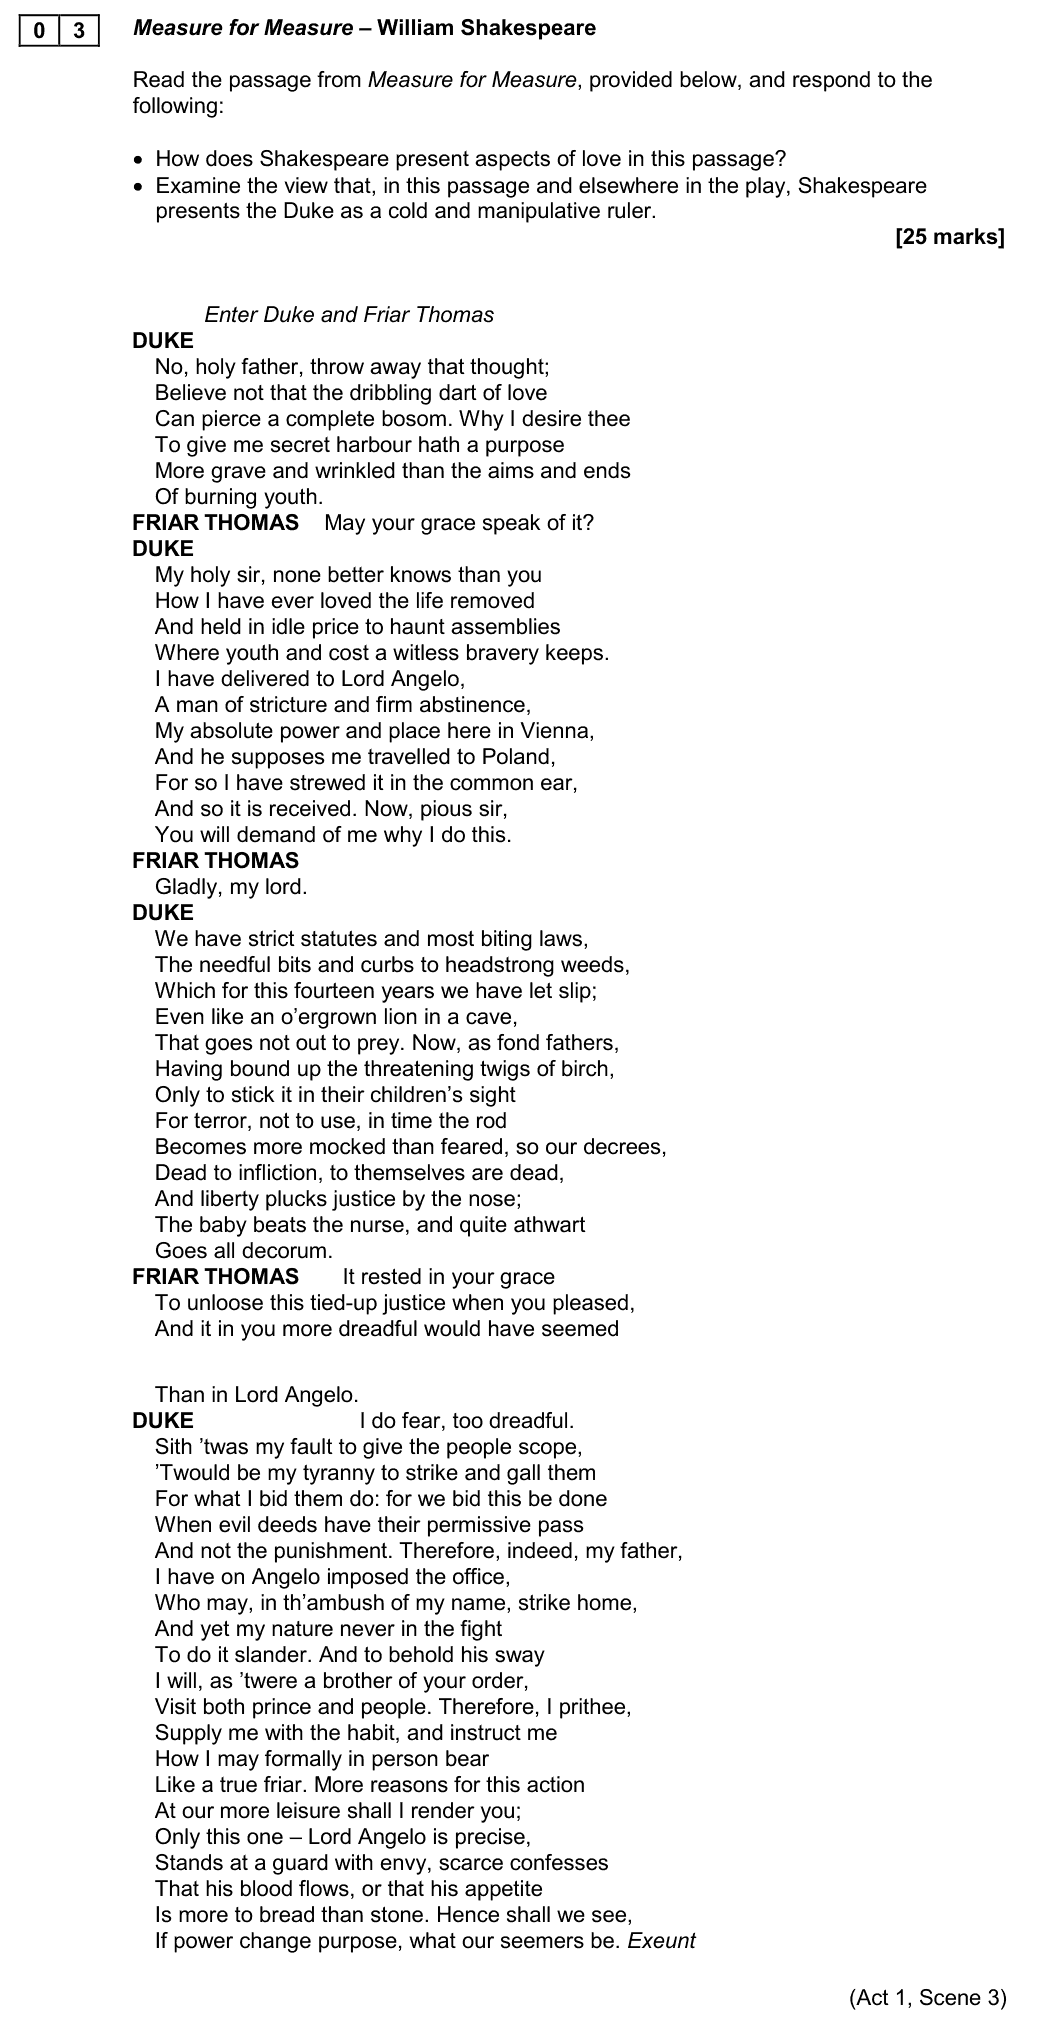 0 3 Measure for Measure – William Shakespeare
Read the passage from Measure for Measure, provided below, and respond to the
following:
• How does Shakespeare present aspects of love in this passage?
• Examine the view that, in this passage and elsewhere in the play, Shakespeare
presents the Duke as a cold and manipulative ruler.
[25 marks]
Enter Duke and Friar Thomas
DUKE
No, holy father, throw away that thought;
Believe not that the dribbling dart of love
Can pierce a complete bosom. Why I desire thee
To give me secret harbour hath a purpose
More grave and wrinkled than the aims and ends
Of burning youth.
FRIAR THOMAS May your grace speak of it?
DUKE
My holy sir, none better knows than you
How I have ever loved the life removed
And held in idle price to haunt assemblies
Where youth and cost a witless bravery keeps.
I have delivered to Lord Angelo,
A man of stricture and firm abstinence,
My absolute power and place here in Vienna,
And he supposes me travelled to Poland,
For so I have strewed it in the common ear,
And so it is received. Now, pious sir,
You will demand of me why I do this.
FRIAR THOMAS
Gladly, my lord.
DUKE
We have strict statutes and most biting laws,
The needful bits and curbs to headstrong weeds,
Which for this fourteen years we have let slip;
Even like an o’ergrown lion in a cave,
That goes not out to prey. Now, as fond fathers,
Having bound up the threatening twigs of birch,
Only to stick it in their children’s sight
For terror, not to use, in time the rod
Becomes more mocked than feared, so our decrees,
Dead to infliction, to themselves are dead,
And liberty plucks justice by the nose;
The baby beats the nurse, and quite athwart
Goes all decorum.
FRIAR THOMAS It rested in your grace
To unloose this tied-up justice when you pleased,
And it in you more dreadful would have seemed
Than in Lord Angelo.
DUKE I do fear, too dreadful.
Sith ’twas my fault to give the people scope,
’Twould be my tyranny to strike and gall them
For what I bid them do: for we bid this be done
When evil deeds have their permissive pass
And not the punishment. Therefore, indeed, my father,
I have on Angelo imposed the office,
Who may, in th’ambush of my name, strike home,
And yet my nature never in the fight
To do it slander. And to behold his sway
I will, as ’twere a brother of your order,
Visit both prince and people. Therefore, I prithee,
Supply me with the habit, and instruct me
How I may formally in person bear
Like a true friar. More reasons for this action
At our more leisure shall I render you;
Only this one – Lord Angelo is precise,
Stands at a guard with envy, scarce confesses
That his blood flows, or that his appetite
Is more to bread than stone. Hence shall we see,
If power change purpose, what our seemers be. Exeunt
(Act 1, Scene 3)